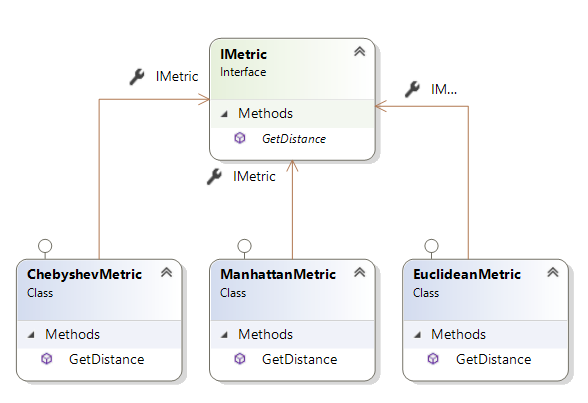 IMetric
Interface
Methods
GetDistance
IMetric
IM...
IMetric
ChebyshevMetric
Class
Methods
GetDistance
ManhattanMetric
Class
Methods
GetDistance
EuclideanMetric
Class
Methods
GetDistance